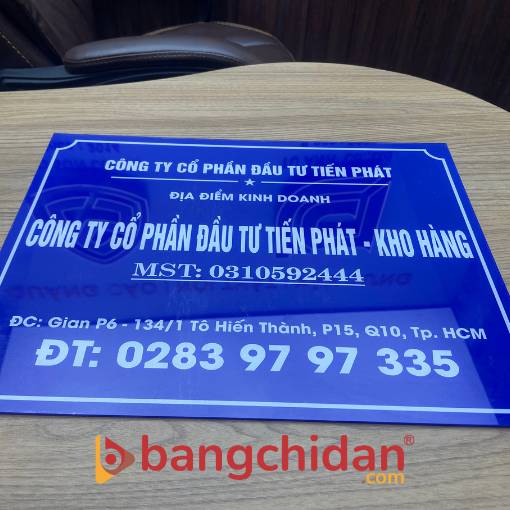 CÔNG TY CỔ PHẦN ĐẦU TƯ TIẾN PHÁT
ĐỊA ĐIỂM KINH DOANH
CÔNG TY CỔ PHẦN ĐẦU TƯ TIẾN PHÁT - KHO HÀNG
MST: 0310592444
ĐC: Gian P6 - 134/1 Tô Hiến Thành, P15, Q10, Tp. HCM
ĐT: 0283 97 97 335
bangchidan®
.com